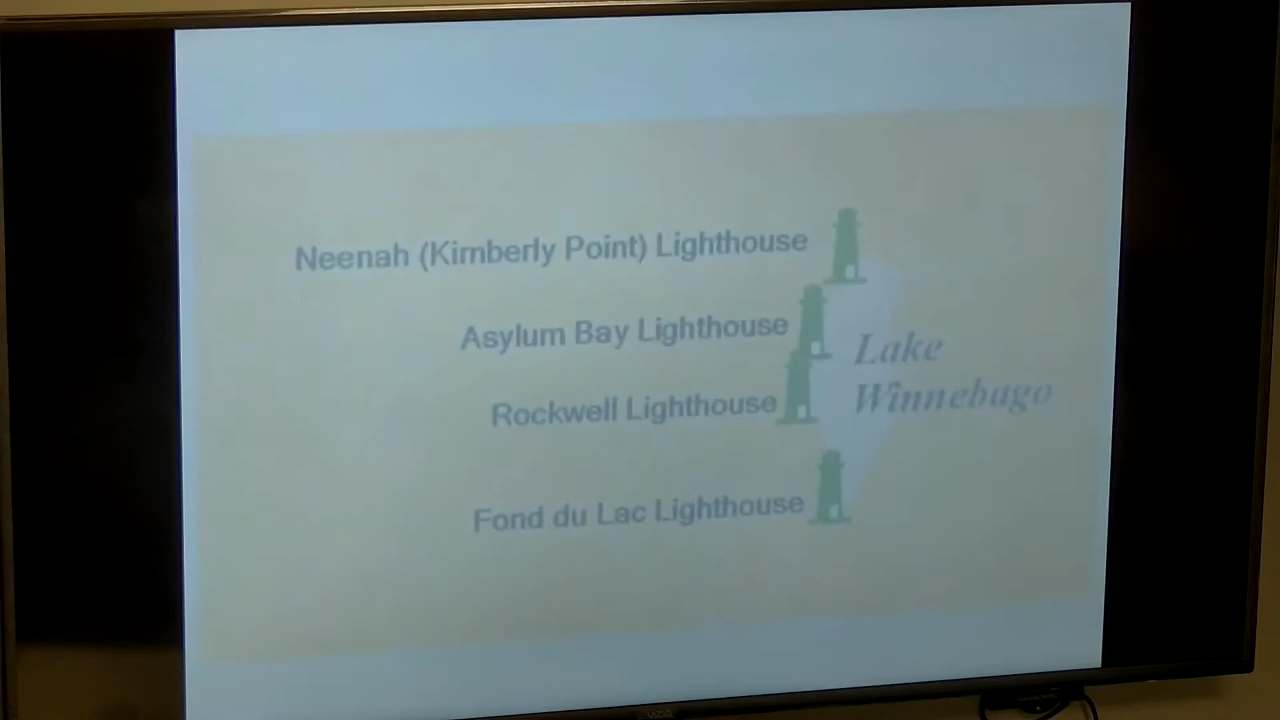 Neenah (Kimberly Point) Lighthouse
Asylum Bay Lighthouse
Rockwell Lighthouse
Fond du Lac Lighthouse
Lake
Winnebago